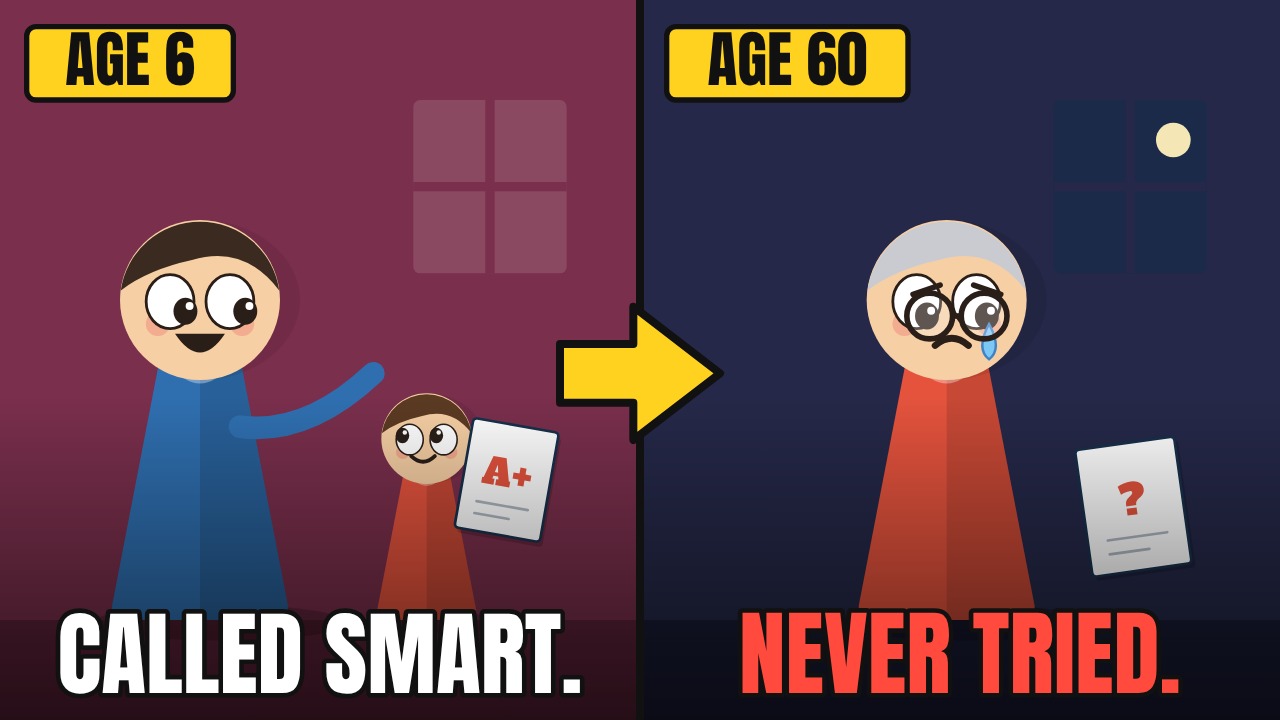 AGE 6
A+
CALLED SMART.
AGE 60
?
NEVER TRIED.